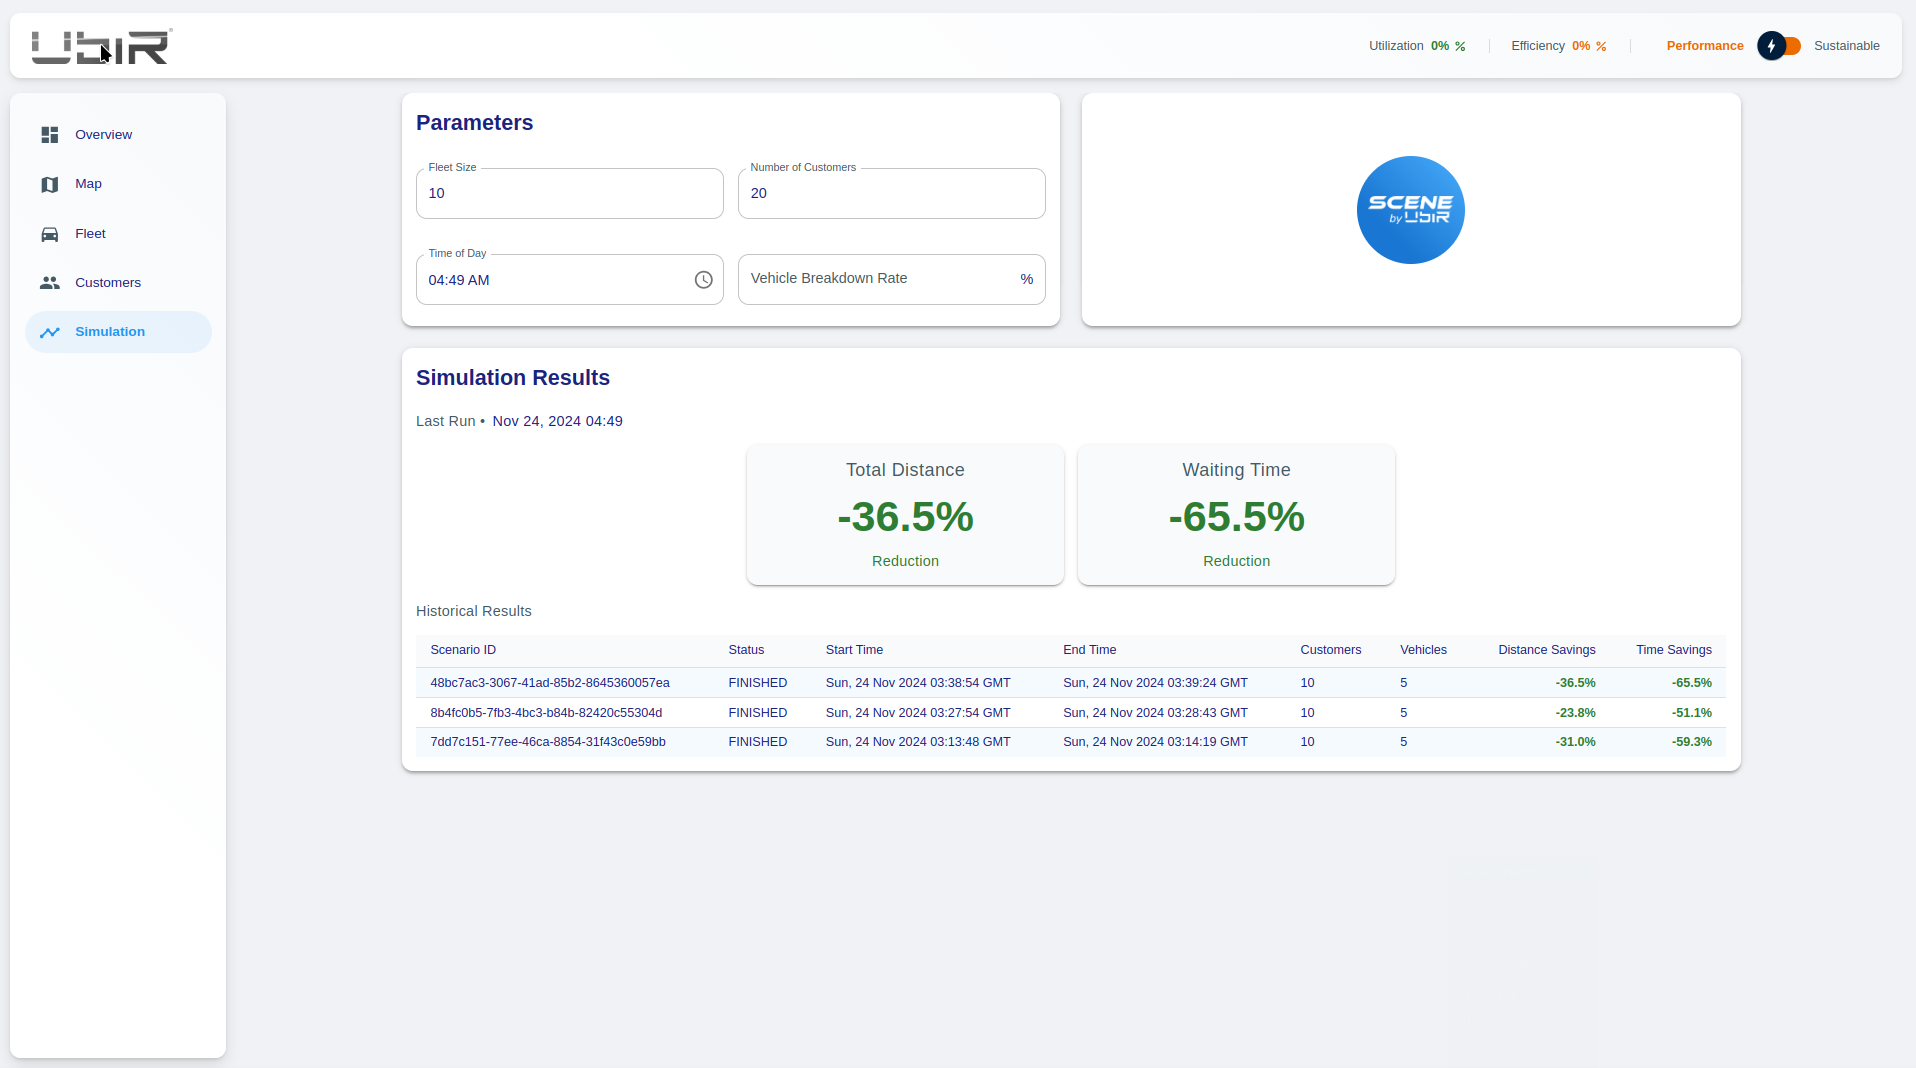 UbiR®
Utilization 0% %
Efficiency 0% %
Performance
Sustainable
Overview
Map
Fleet
Customers
Simulation
Parameters
Fleet Size
10
Number of Customers
20
Time of Day
04:49 AM
Vehicle Breakdown Rate %
SCENE
by UbiR
Simulation Results
Last Run • Nov 24, 2024 04:49
Total Distance
-36.5%
Reduction
Waiting Time
-65.5%
Reduction
Historical Results
Scenario ID Status Start Time End Time Customers Vehicles Distance Savings Time Savings
48bc7ac3-3067-41ad-85b2-8645360057ea FINISHED Sun, 24 Nov 2024 03:38:54 GMT Sun, 24 Nov 2024 03:39:24 GMT 10 5 -36.5% -65.5%
8b4fc0b5-7fb3-4bc3-b84b-82420c55304d FINISHED Sun, 24 Nov 2024 03:27:54 GMT Sun, 24 Nov 2024 03:28:43 GMT 10 5 -23.8% -51.1%
7dd7c151-77ee-46ca-8854-31f43c0e59bb FINISHED Sun, 24 Nov 2024 03:13:48 GMT Sun, 24 Nov 2024 03:14:19 GMT 10 5 -31.0% -59.3%